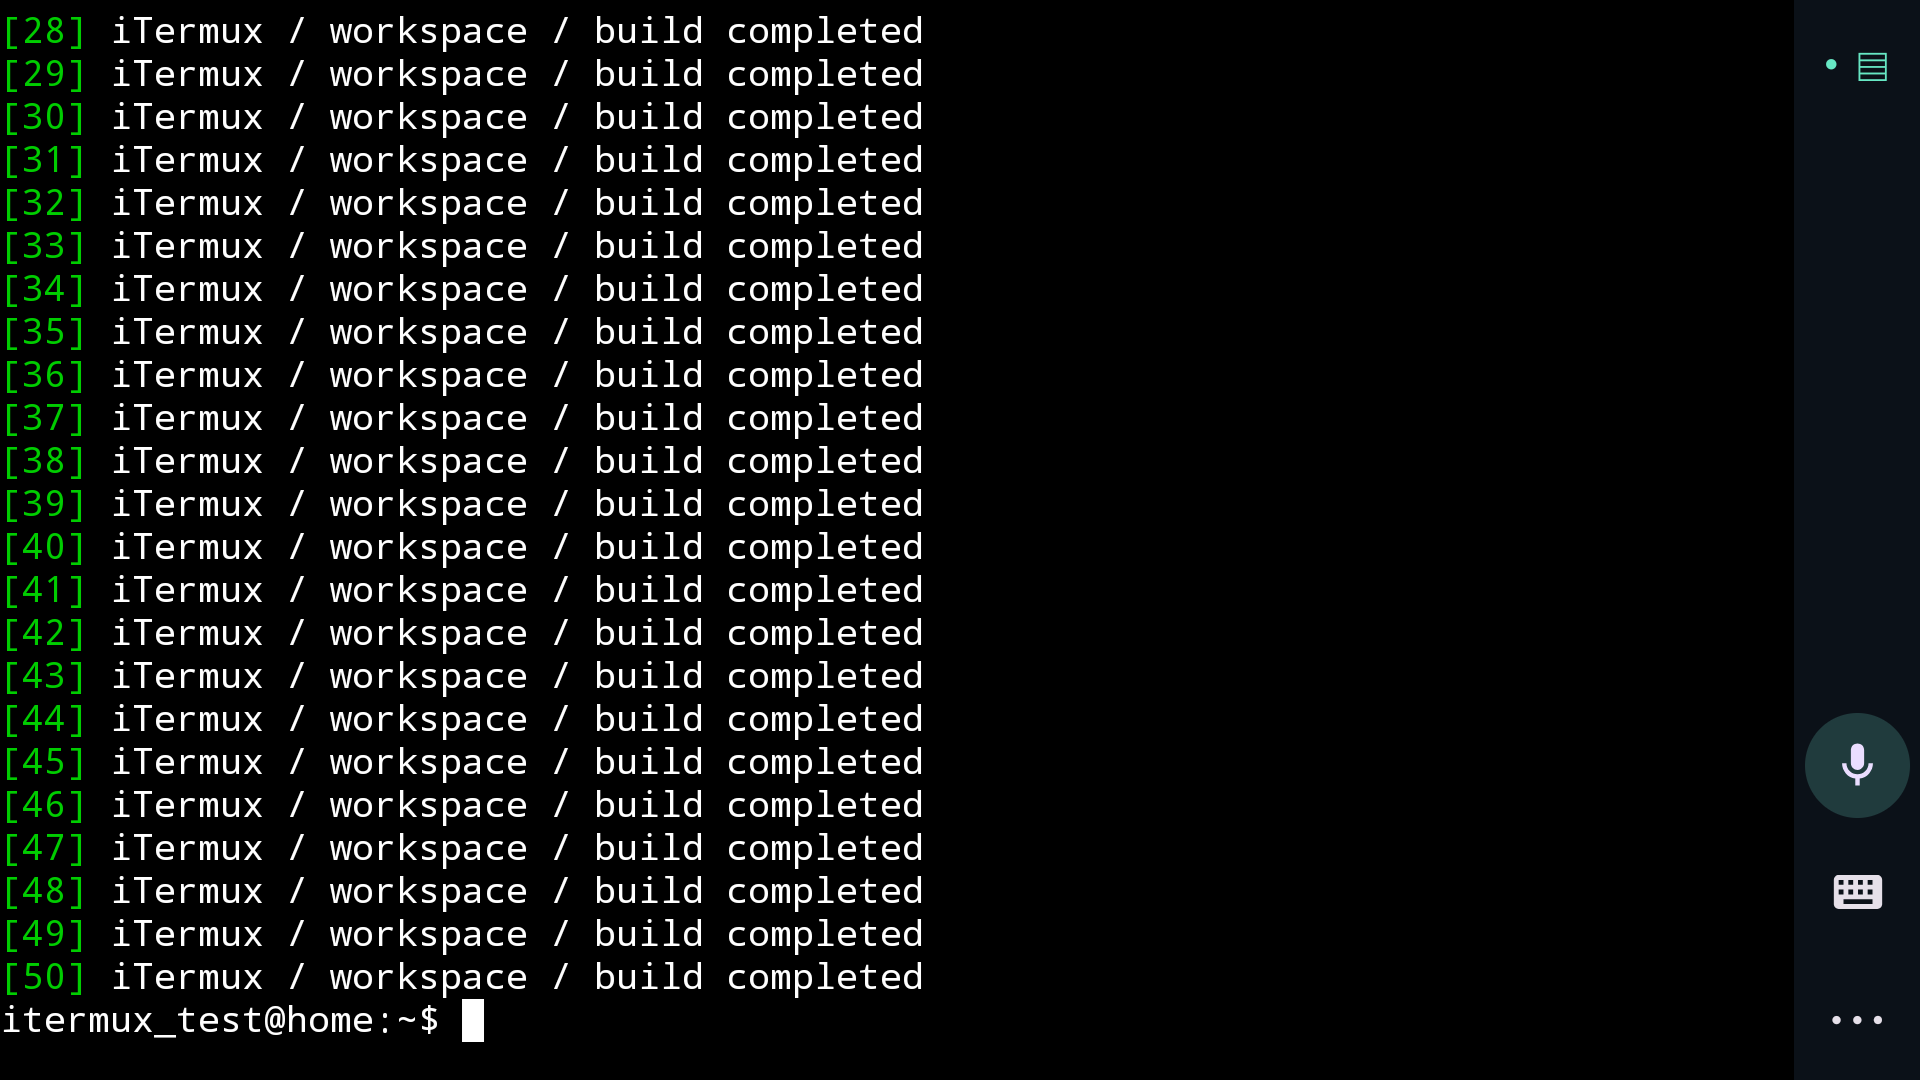 [28] iTermux / workspace / build completed
[29] iTermux / workspace / build completed
[30] iTermux / workspace / build completed
[31] iTermux / workspace / build completed
[32] iTermux / workspace / build completed
[33] iTermux / workspace / build completed
[34] iTermux / workspace / build completed
[35] iTermux / workspace / build completed
[36] iTermux / workspace / build completed
[37] iTermux / workspace / build completed
[38] iTermux / workspace / build completed
[39] iTermux / workspace / build completed
[40] iTermux / workspace / build completed
[41] iTermux / workspace / build completed
[42] iTermux / workspace / build completed
[43] iTermux / workspace / build completed
[44] iTermux / workspace / build completed
[45] iTermux / workspace / build completed
[46] iTermux / workspace / build completed
[47] iTermux / workspace / build completed
[48] iTermux / workspace / build completed
[49] iTermux / workspace / build completed
[50] iTermux / workspace / build completed
itermux_test@home:~$